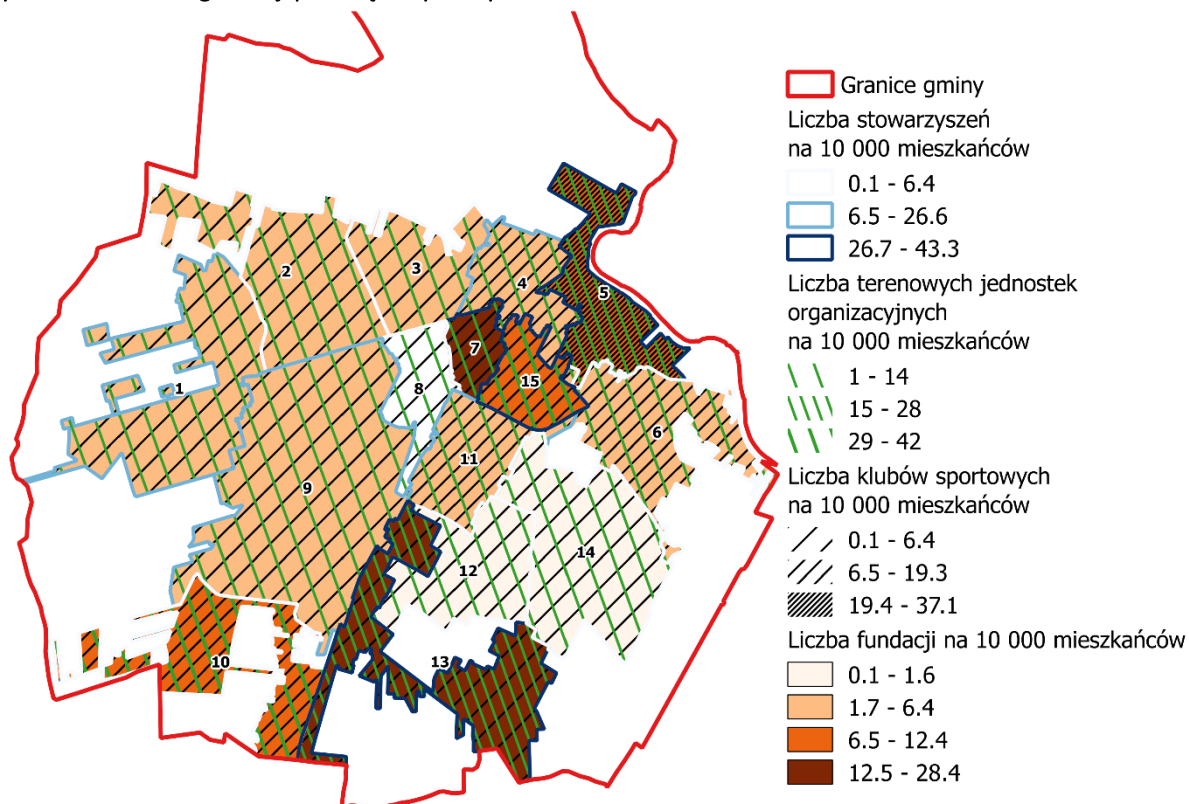 Granice gminy
Liczba stowarzyszeń
na 10 000 mieszkańców
0.1 - 6.4
6.5 - 26.6
26.7 - 43.3
Liczba terenowych jednostek
organizacyjnych
na 10 000 mieszkańców
1 - 14
15 - 28
29 - 42
Liczba klubów sportowych
na 10 000 mieszkańców
0.1 - 6.4
6.5 - 19.3
19.4 - 37.1
Liczba fundacji na 10 000 mieszkańców
0.1 - 1.6
1.7 - 6.4
6.5 - 12.4
12.5 - 28.4
2
3
4
5
7
15
8
1
6
11
9
14
12
10
13